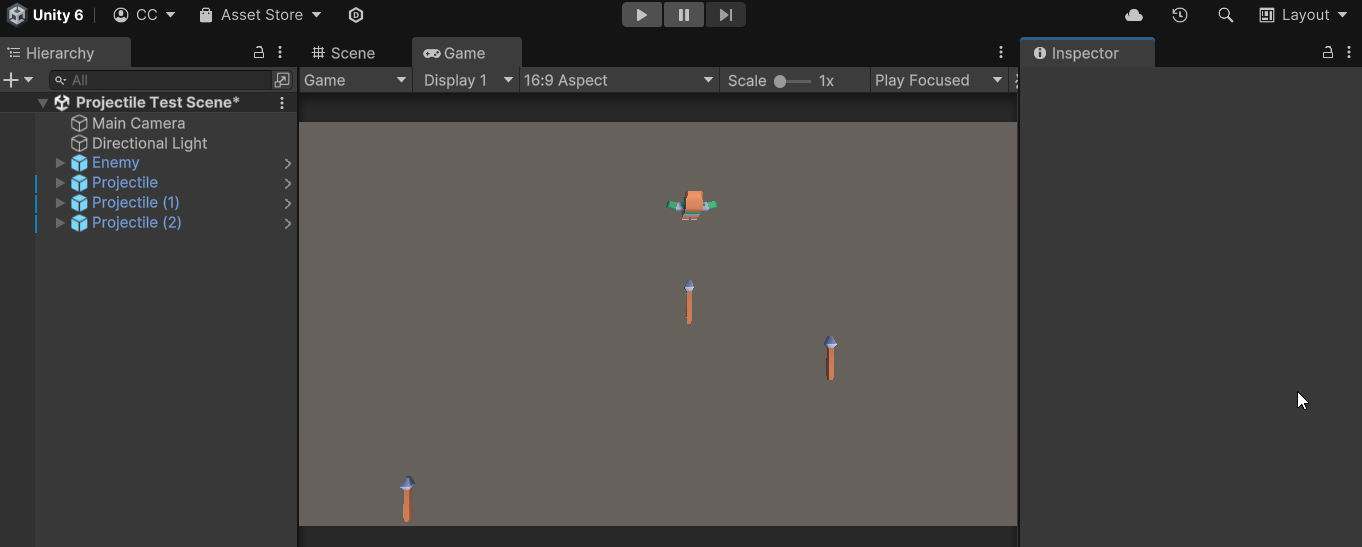 Unity 6 CC Asset Store Layout
Hierarchy Scene Game Inspector
All Game Display 1 16:9 Aspect Scale 1x Play Focused
Projectile Test Scene*
Main Camera
Directional Light
Enemy
Projectile
Projectile (1)
Projectile (2)